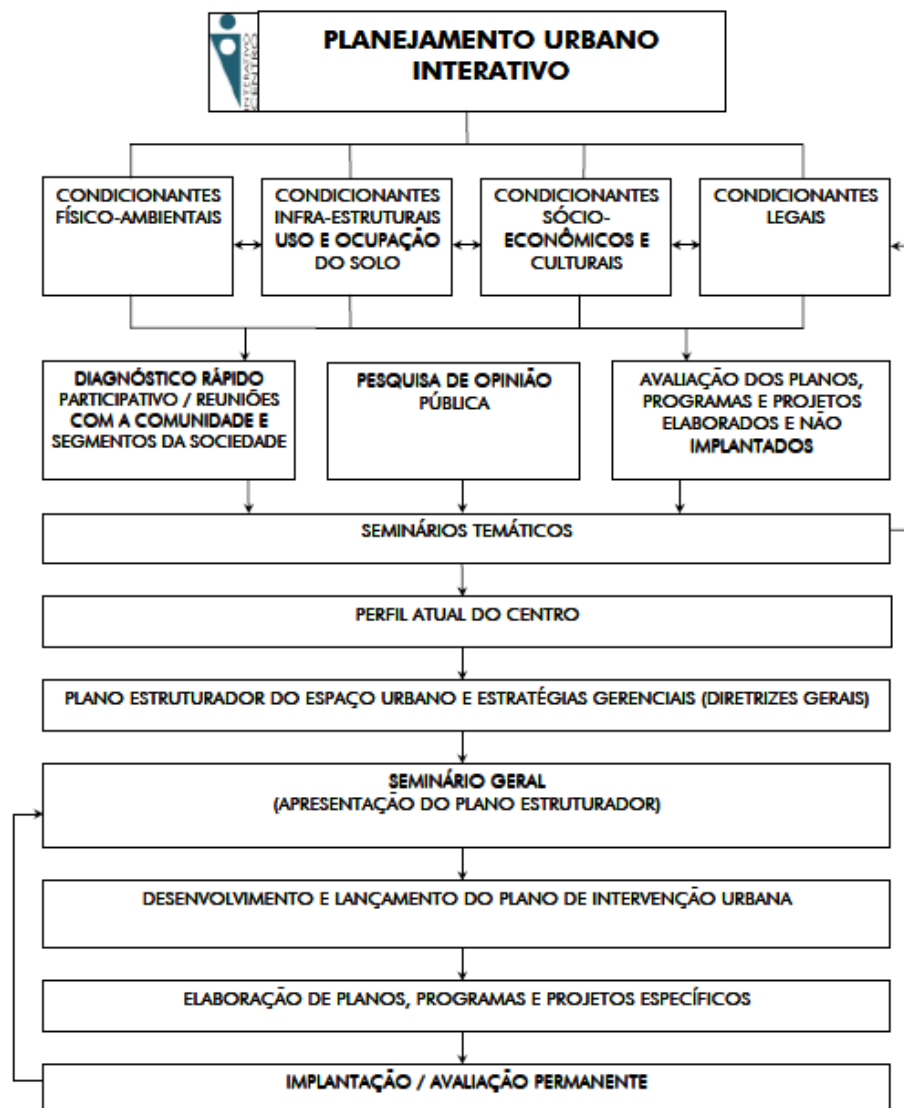 INTERATIVO
CENTRO
PLANEJAMENTO URBANO
INTERATIVO
CONDICIONANTES
FÍSICO-AMBIENTAIS
CONDICIONANTES
INFRA-ESTRUTURAIS
USO E OCUPAÇÃO
DO SOLO
CONDICIONANTES
SÓCIO-
ECONÔMICOS E
CULTURAIS
CONDICIONANTES
LEGAIS
DIAGNÓSTICO RÁPIDO
PARTICIPATIVO / REUNIÕES
COM A COMUNIDADE E
SEGMENTOS DA SOCIEDADE
PESQUISA DE OPINIÃO
PÚBLICA
AVALIAÇÃO DOS PLANOS,
PROGRAMAS E PROJETOS
ELABORADOS E NÃO
IMPLANTADOS
SEMINÁRIOS TEMÁTICOS
PERFIL ATUAL DO CENTRO
PLANO ESTRUTURADOR DO ESPAÇO URBANO E ESTRATÉGIAS GERENCIAIS (DIRETRIZES GERAIS)
SEMINÁRIO GERAL
(APRESENTAÇÃO DO PLANO ESTRUTURADOR)
DESENVOLVIMENTO E LANÇAMENTO DO PLANO DE INTERVENÇÃO URBANA
ELABORAÇÃO DE PLANOS, PROGRAMAS E PROJETOS ESPECÍFICOS
IMPLANTAÇÃO / AVALIAÇÃO PERMANENTE